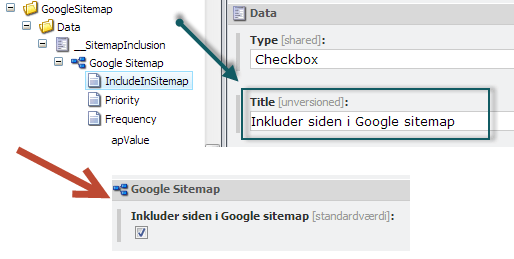 GoogleSitemap
Data
__SitemapInclusion
Google Sitemap
IncludeInSitemap
Priority
Frequency
apValue
Data
Type [shared]:
Checkbox
Title [unversioned]:
Inkluder siden i Google sitemap
Google Sitemap
Inkluder siden i Google sitemap [standardværdi]: